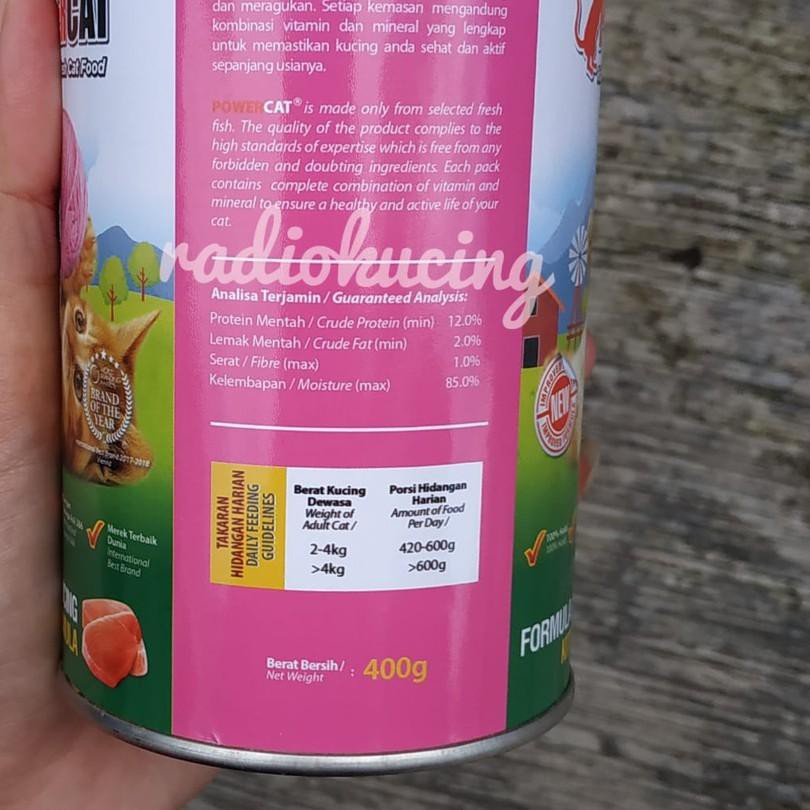 CAT
Cat Food
dan meragukan. Setiap kemasan mengandung
kombinasi vitamin dan mineral yang lengkap
untuk memastikan kucing anda sehat dan aktif
sepanjang usianya.
POWERCAT® is made only from selected fresh
fish. The quality of the product complies to the
high standards of expertise which is free from any
forbidden and doubting ingredients. Each pack
contains complete combination of vitamin and
mineral to ensure a healthy and active life of your
cat.
radiokucing
Analisa Terjamin / Guaranteed Analysis:
Protein Mentah / Crude Protein (min) 12.0%
Lemak Mentah / Crude Fat (min) 2.0%
Serat / Fibre (max) 1.0%
Kelembapan / Moisture (max) 85.0%
TAKARAN
HIDANGAN HARIAN
DAILY FEEDING
GUIDELINES
Berat Kucing
Dewasa
Weight of
Adult Cat /
Porsi Hidangan
Harian
Amount of Food
Per Day /
2-4kg 420-600g
>4kg >600g
Berat Bersih /
Net Weight : 400g
BRAND
OF THE
YEAR
2017-2018
Merek Terbaik
Dunia
International
Best Brand
NEW
100%
FORMUL